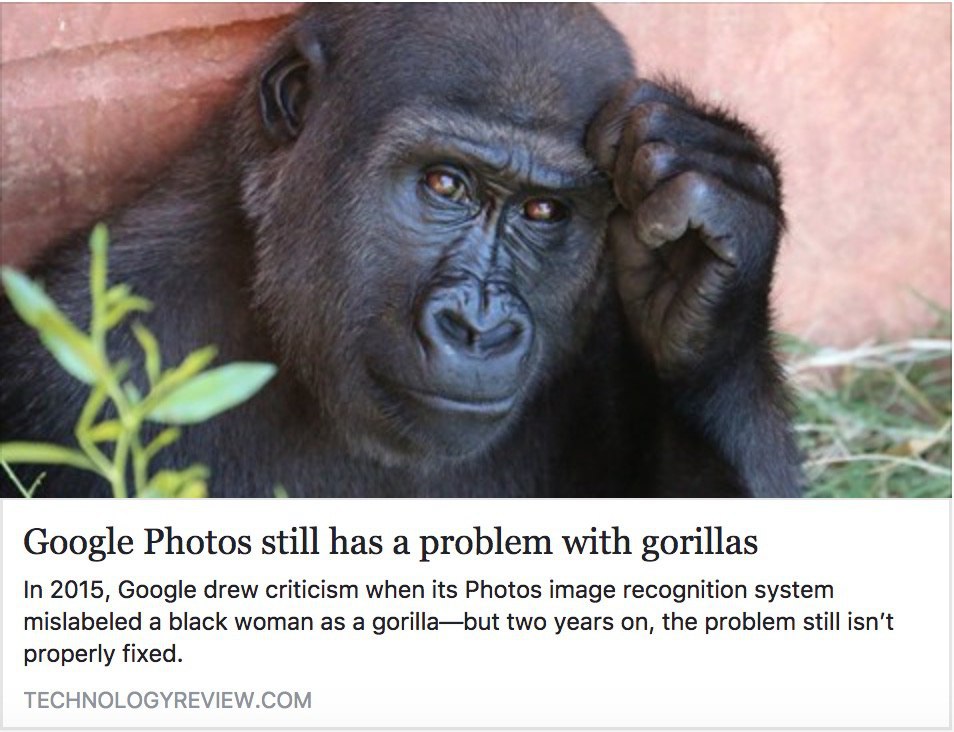 Google Photos still has a problem with gorillas
In 2015, Google drew criticism when its Photos image recognition system
mislabeled a black woman as a gorilla—but two years on, the problem still isn’t
properly fixed.
TECHNOLOGYREVIEW.COM